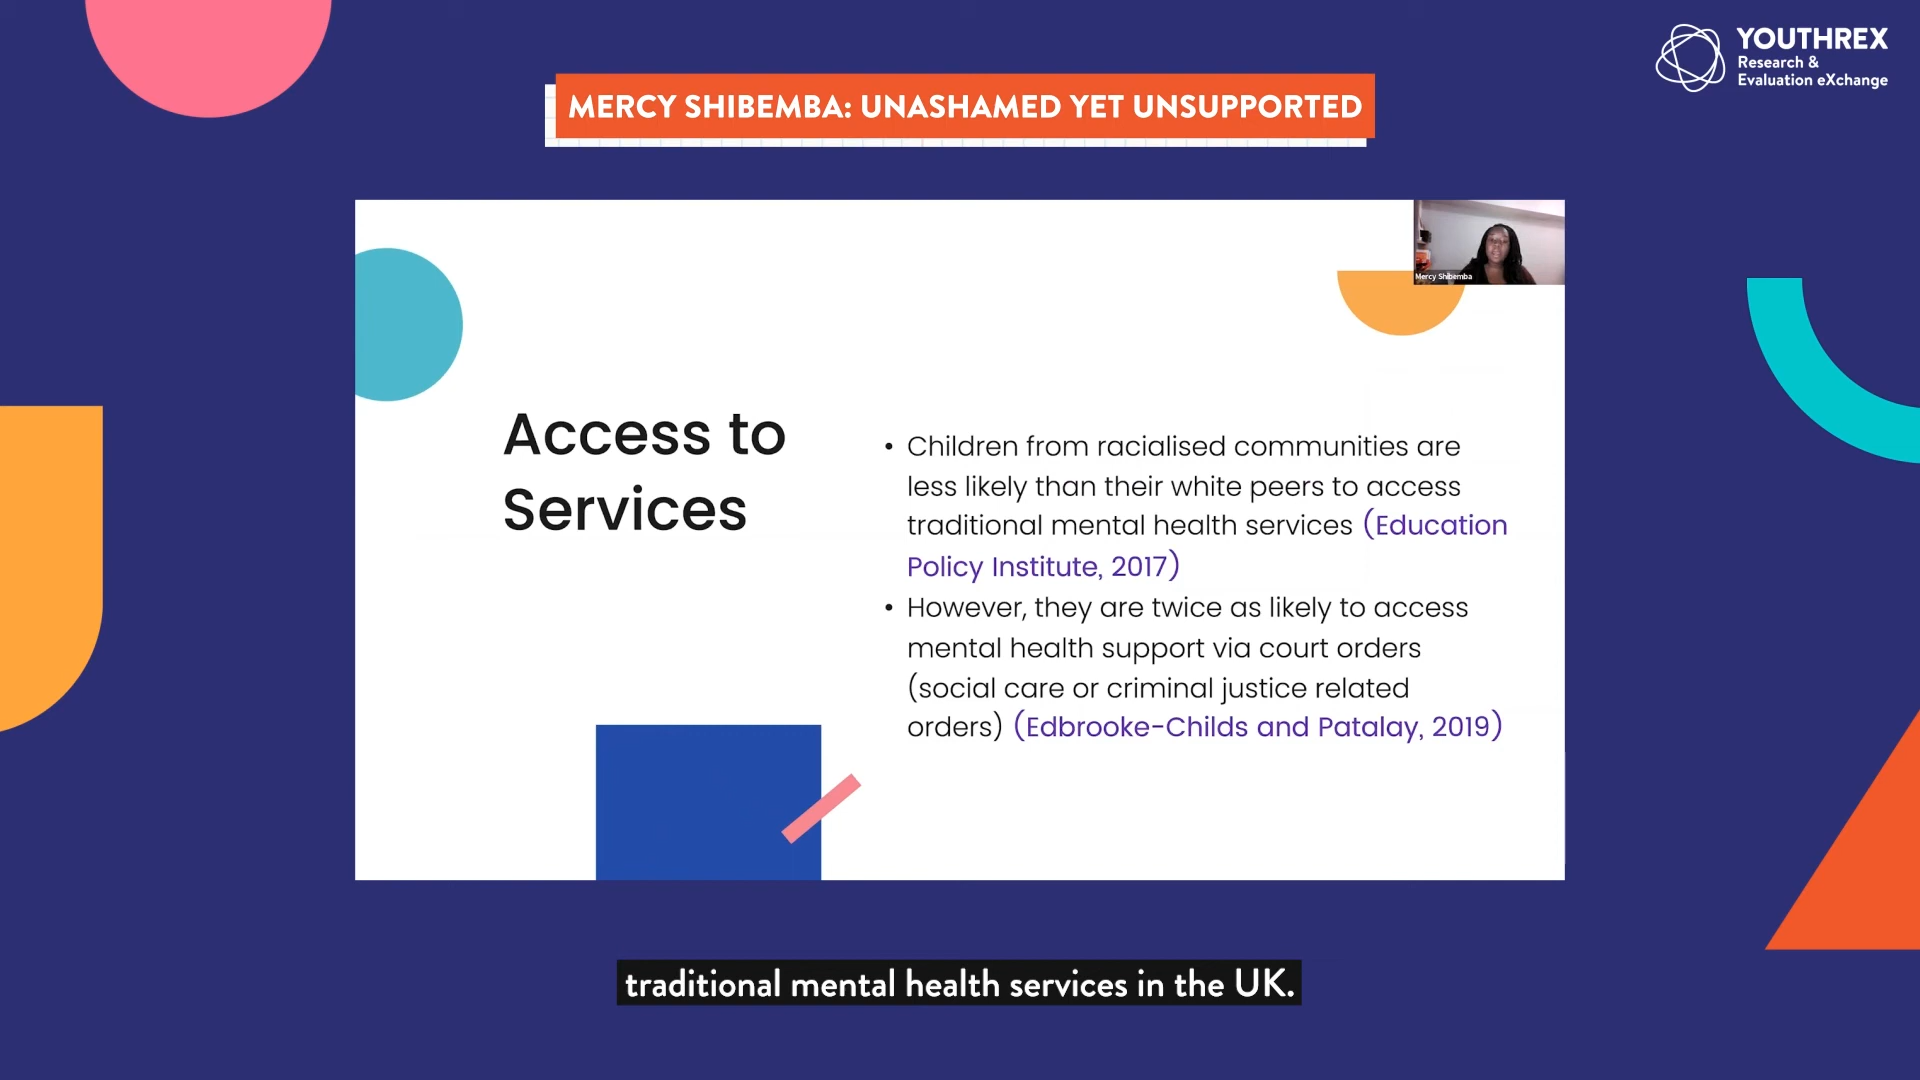 YOUTHREX
Research &
Evaluation eXchange
MERCY SHIBEMBA: UNASHAMED YET UNSUPPORTED
Mercy Shibemba
Access to
Services
• Children from racialised communities are
less likely than their white peers to access
traditional mental health services (Education
Policy Institute, 2017)
• However, they are twice as likely to access
mental health support via court orders
(social care or criminal justice related
orders) (Edbrooke-Childs and Patalay, 2019)
traditional mental health services in the UK.